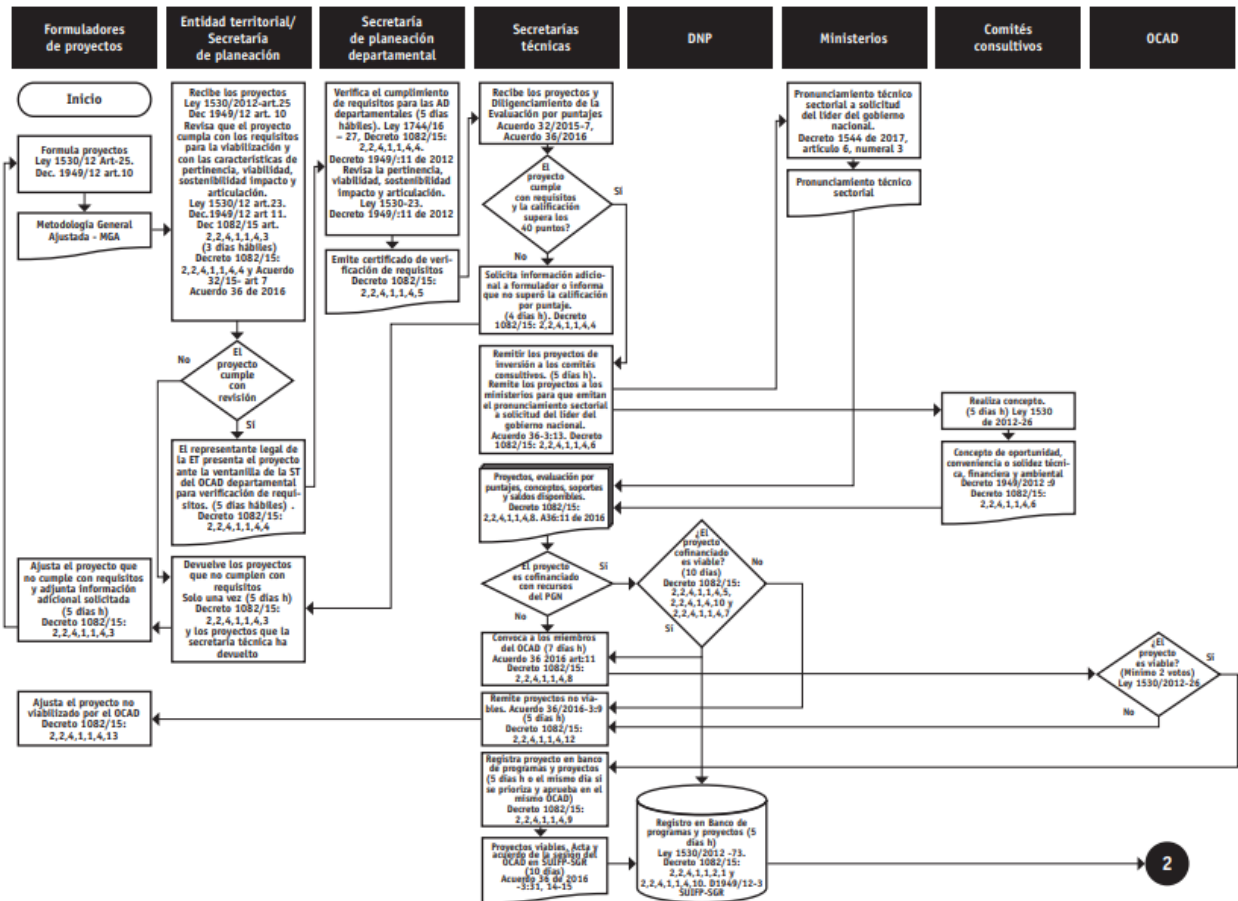 Formuladores
de proyectos
Entidad territorial/
Secretaría
de planeación
Secretaría
de planeación
departamental
Secretarías
técnicas
DNP
Ministerios
Comités
consultivos
OCAD
Inicio
Formula proyectos
Ley 1530/12 Art-25.
Dec. 1949/12 art.10
Metodología General
Ajustada - MGA
Ajusta el proyecto que
no cumple con requisitos
y adjunta información
adicional solicitada
(5 días h)
Decreto 1082/15:
2,2,4,1,1,4,3
Ajusta el proyecto no
viabilizado por el OCAD
Decreto 1082/15:
2,2,4,1,1,4,13
Recibe los proyectos
Ley 1530/2012-art.25
Dec 1949/12 art. 10
Revisa que el proyecto
cumpla con los requisitos
para la viabilización y
con las características de
pertinencia, viabilidad,
sostenibilidad impacto y
articulación.
Ley 1530/12 art.23.
Dec.1949/12 art 11.
Dec 1082/15 art.
2,2,4,1,1,4,3
(3 días hábiles)
Decreto 1082/15:
2,2,4,1,1,4,4 y Acuerdo
32/15- art 7
Acuerdo 36 de 2016
No
El
proyecto
cumple
con
revisión
Sí
El representante legal de
la ET presenta el proyecto
ante la ventanilla de la ST
del OCAD departamental
para verificación de requi-
sitos. (5 días hábiles) .
Decreto 1082/15:
2,2,4,1,1,4,4
Devuelve los proyectos
que no cumplen con
requisitos
Solo una vez (5 días h)
Decreto 1082/15:
2,2,4,1,1,4,3
y los proyectos que la
secretaría técnica ha
devuelto
Verifica el cumplimiento
de requisitos para las AD
departamentales (5 días
hábiles). Ley 1744/16
– 27, Decreto 1082/15:
2,2,4,1,1,4,4.
Decreto 1949/:11 de 2012
Revisa la pertinencia,
viabilidad, sostenibilidad
impacto y articulación.
Ley 1530-23.
Decreto 1949/:11 de 2012
Emite certificado de veri-
ficación de requisitos
Decreto 1082/15:
2,2,4,1,1,4,5
Recibe los proyectos y
Diligenciamiento de la
Evaluación por puntajes
Acuerdo 32/2015-7,
Acuerdo 36/2016
El
proyecto
cumple
con requisitos
y la calificación
supera los
40 puntos?
Sí
No
Solicita información adicio-
nal a formulador o informa
que no superó la calificación
por puntaje.
(4 días h). Decreto
1082/15: 2,2,4,1,1,4,4
Remitir los proyectos de
inversión a los comités
consultivos. (5 días h).
Remite los proyectos a los
ministerios para que emitan
el pronunciamiento sectorial
a solicitud del líder del
gobierno nacional.
Acuerdo 36-3:13. Decreto
1082/15: 2,2,4,1,1,4,6
Proyectos, evaluación por
puntajes, conceptos, soportes
y saldos disponibles.
Decreto 1082/15:
2,2,4,1,1,4,8. A36:11 de 2016
El proyecto
es cofinanciado
con recursos
del PGN
Sí
No
Convoca a los miembros
del OCAD (7 días h)
Acuerdo 36 2016 art:11
Decreto 1082/15:
2,2,4,1,1,4,8
Remite proyectos no via-
bles. Acuerdo 36/2016-3:9
(5 días h)
Decreto 1082/15:
2,2,4,1,1,4,12
Registra proyecto en banco
de programas y proyectos
(5 días h o el mismo día si
se prioriza y aprueba en el
mismo OCAD)
Decreto 1082/15:
2,2,4,1,1,4,9
Proyectos viables, Acta y
acuerdo de la sesión del
OCAD en SUIFP-SGR
(10 días)
Acuerdo 36 de 2016
-3:31, 14-15
¿El
proyecto
cofinanciado
es viable?
(10 días)
Decreto 1082/15:
2,2,4,1,1,4,5,
2,2,4,1,4,10 y
2,2,4,1,1,4,7
No
Sí
Registro en Banco de
programas y proyectos (5
días h)
Ley 1530/2012 -73.
Decreto 1082/15:
2,2,4,1,1,2,1 y
2,2,4,1,1,4,10. D1949/12-3
SUIFP-SGR
Pronunciamiento técnico
sectorial a solicitud
del líder del gobierno
nacional.
Decreto 1544 de 2017,
artículo 6, numeral 3
Pronunciamiento técnico
sectorial
Realiza concepto.
(5 días h) Ley 1530
de 2012-26
Concepto de oportunidad,
conveniencia o solidez técni-
ca, financiera y ambiental
Decreto 1949/2012 :9
Decreto 1082/15:
2,2,4,1,1,4,6
¿El
proyecto
es viable?
(Mínimo 2 votos)
Ley 1530/2012-26
Sí
No
2